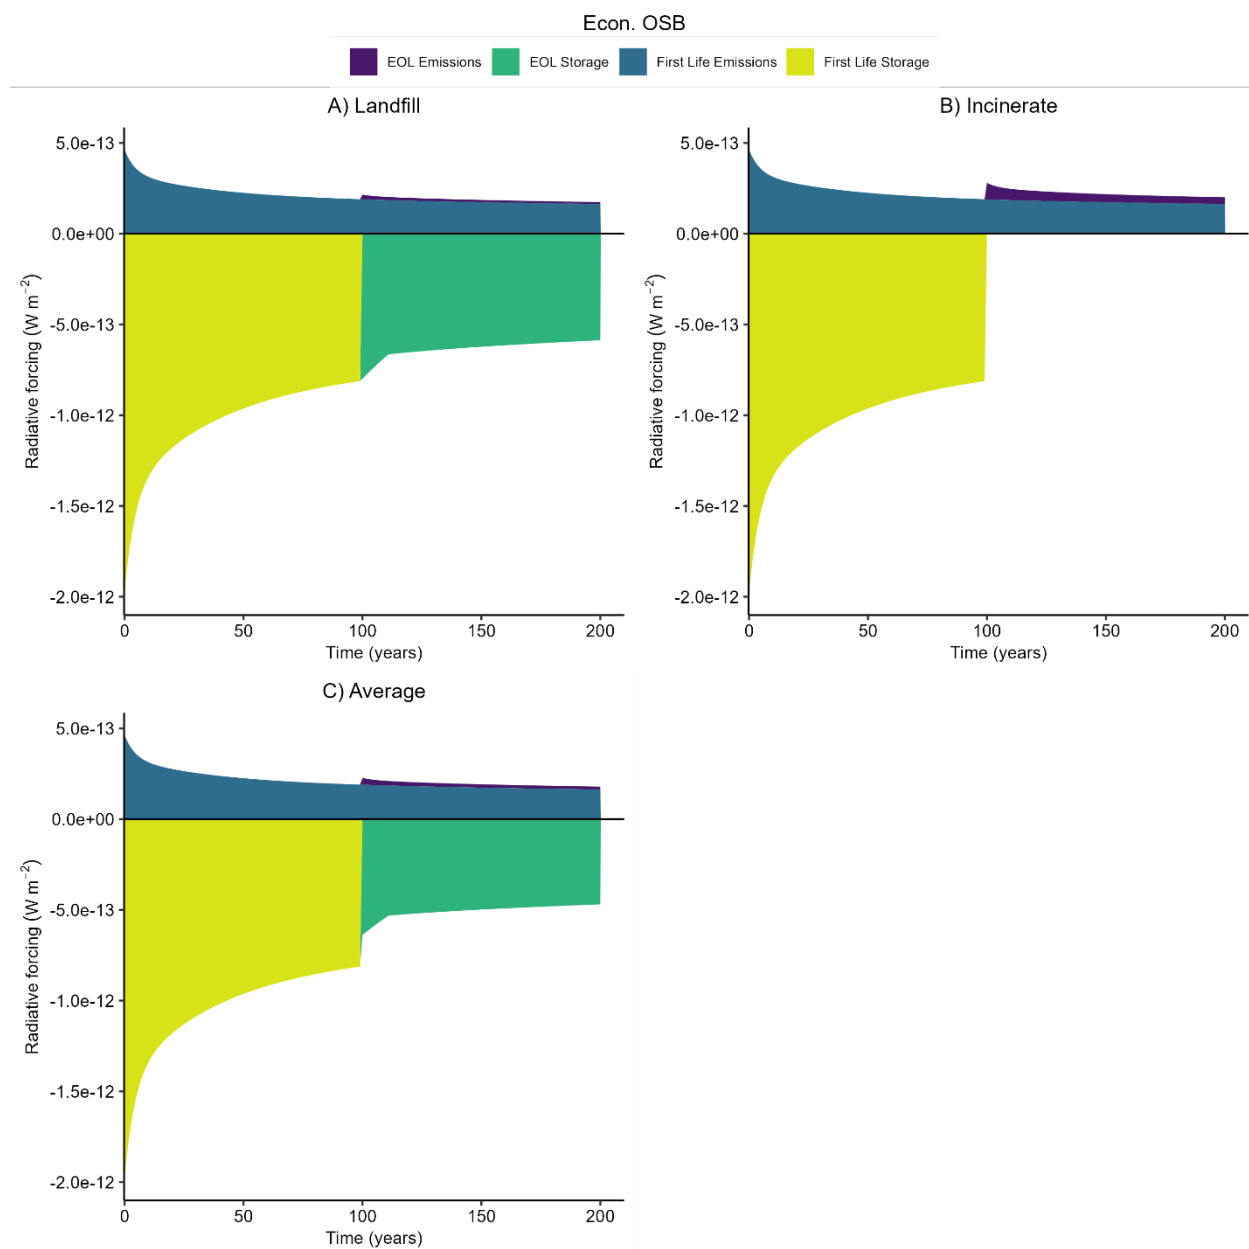 Econ. OSB
EOL Emissions EOL Storage First Life Emissions First Life Storage
A) Landfill
5.0e-13
0.0e+00
-5.0e-13
-1.0e-12
-1.5e-12
-2.0e-12
Radiative forcing (W m⁻²)
0 50 100 150 200
Time (years)
B) Incinerate
5.0e-13
0.0e+00
-5.0e-13
-1.0e-12
-1.5e-12
-2.0e-12
Radiative forcing (W m⁻²)
0 50 100 150 200
Time (years)
C) Average
5.0e-13
0.0e+00
-5.0e-13
-1.0e-12
-1.5e-12
-2.0e-12
Radiative forcing (W m⁻²)
0 50 100 150 200
Time (years)